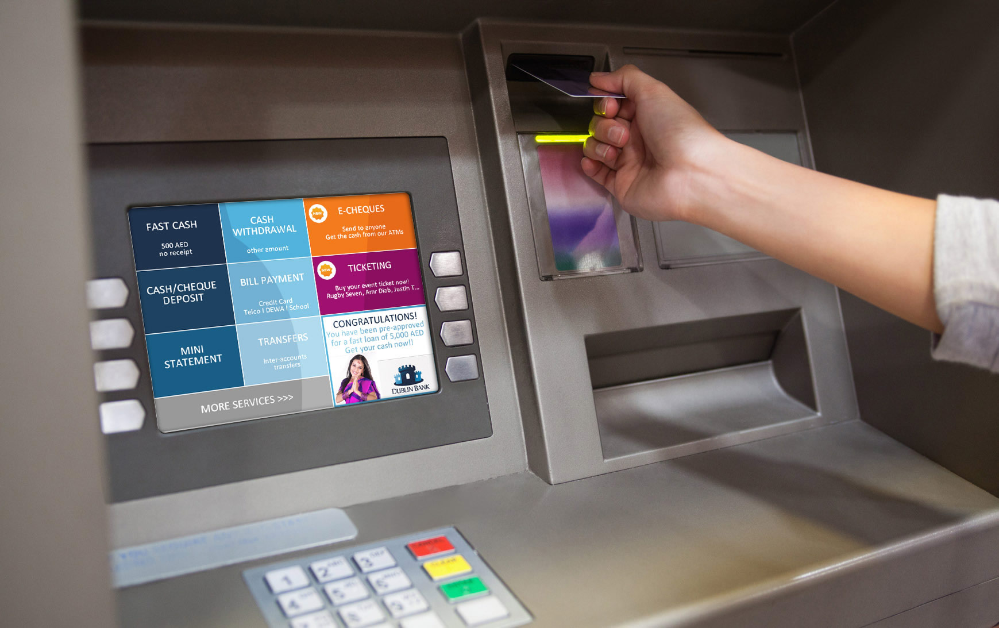 FAST CASH
500 AED
no receipt
CASH
WITHDRAWAL
other amount
NEW
E-CHEQUES
Send to anyone
Get the cash from our ATMs
CASH/CHEQUE
DEPOSIT
BILL PAYMENT
Credit Card
Telco I DEWA I School
NEW
TICKETING
Buy your event ticket now!
Rugby Seven, Amr Diab, Justin T...
MINI
STATEMENT
TRANSFERS
Inter-accounts
transfers
CONGRATULATIONS!
You have been pre-approved
for a fast loan of 5,000 AED
Get your cash now!!
DUBLIN BANK
MORE SERVICES >>>
1
2
3
4
5